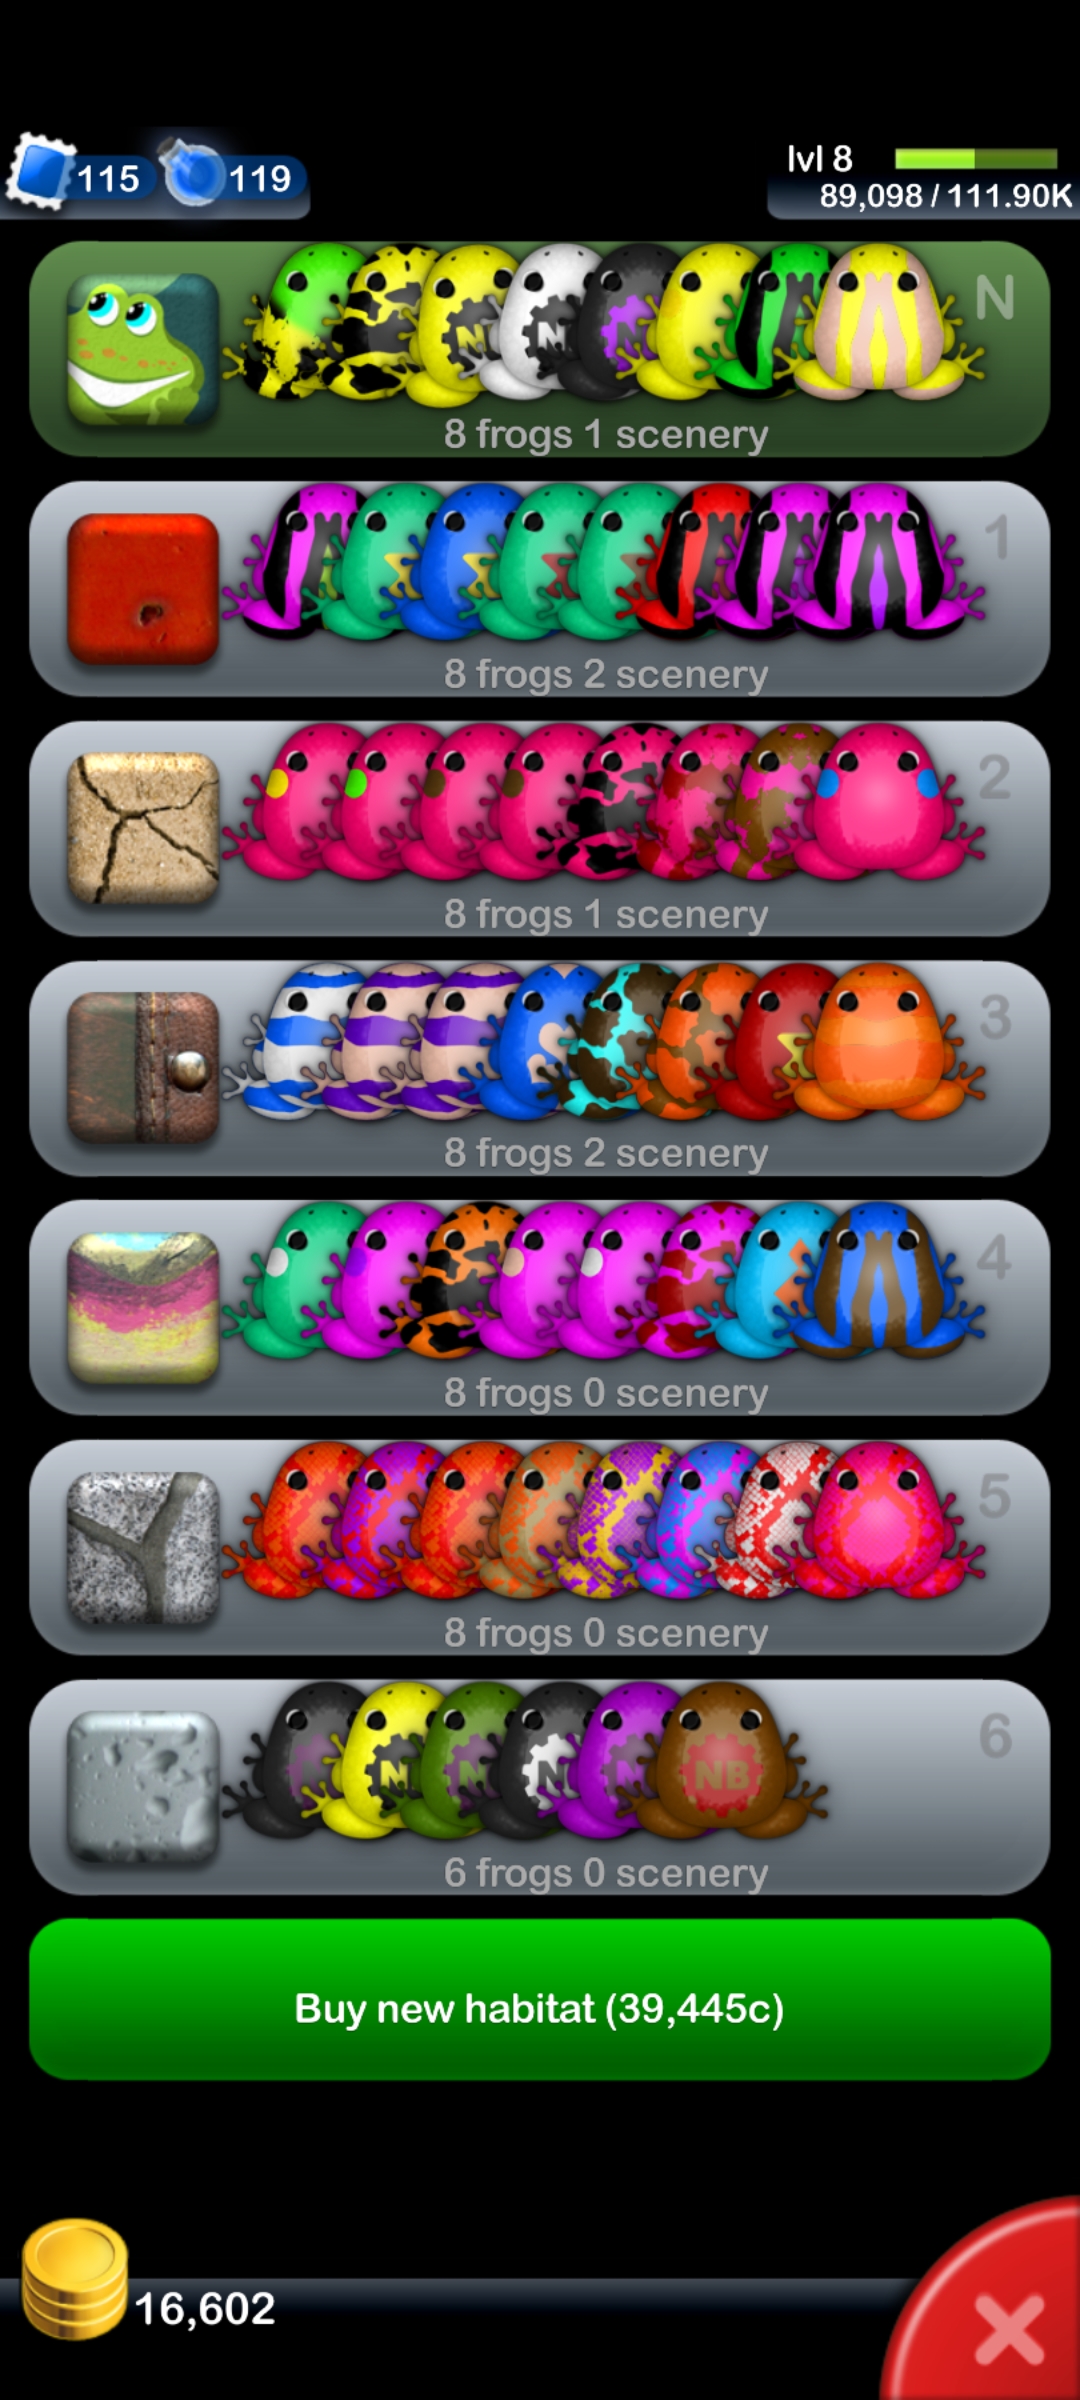 115 119 lvl 8
89,098 / 111.90K
N
N N N
8 frogs 1 scenery
1
8 frogs 2 scenery
2
8 frogs 1 scenery
3
8 frogs 2 scenery
4
8 frogs 0 scenery
5
8 frogs 0 scenery
6
N N N N N NB
6 frogs 0 scenery
Buy new habitat (39,445c)
16,602